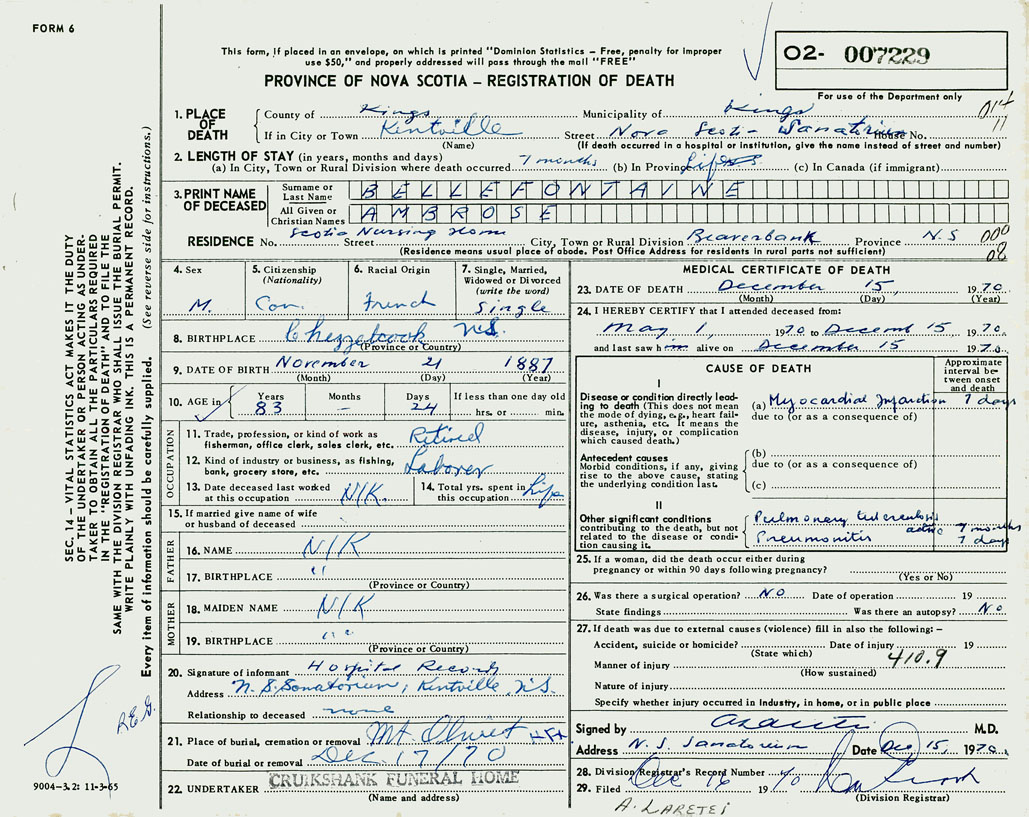 FORM 6
This form, if placed in an envelope, on which is printed "Dominion Statistics – Free, penalty for improper
use $50," and properly addressed will pass through the mail "FREE"
PROVINCE OF NOVA SCOTIA – REGISTRATION OF DEATH
O2- 007229
For use of the Department only
014
11
SEC. 14 – VITAL STATISTICS ACT MAKES IT THE DUTY
OF THE UNDERTAKER OR PERSON ACTING AS UNDER-
TAKER TO OBTAIN ALL THE PARTICULARS REQUIRED
IN THE "REGISTRATION OF DEATH" AND TO FILE THE
SAME WITH THE DIVISION REGISTRAR WHO SHALL ISSUE THE BURIAL PERMIT.
WRITE PLAINLY WITH UNFADING INK. THIS IS A PERMANENT RECORD.
Every item of information should be carefully supplied. (See reverse side for instructions.)
1. PLACE OF DEATH
County of Kings Municipality of Kings
If in City or Town Kentville Street Nova Scotia Sanatorium House No.
(Name) (If death occurred in a hospital or institution, give the name instead of street and number)
2. LENGTH OF STAY (in years, months and days)
(a) In City, Town or Rural Division where death occurred 7 months (b) In Province Life (c) In Canada (if immigrant)
3. PRINT NAME OF DECEASED
Surname or Last Name BELLEFONTAINE
All Given or Christian Names AMBROSE
RESIDENCE No. Scotia Nursing Home Street City, Town or Rural Division Beaverbank Province N.S 000
08
(Residence means usual place of abode. Post Office Address for residents in rural parts not sufficient)
4. Sex M.
5. Citizenship (Nationality) Can.
6. Racial Origin French
7. Single, Married, Widowed or Divorced (write the word) Single
8. BIRTHPLACE Chezzetcook N.S.
(Province or Country)
9. DATE OF BIRTH November 21 1887
(Month) (Day) (Year)
10. AGE in Years 83 Months – Days 24 If less than one day old hrs. or min.
OCCUPATION
11. Trade, profession, or kind of work as fisherman, office clerk, sales clerk, etc. Retired
12. Kind of industry or business, as fishing, bank, grocery store, etc. Laborer
13. Date deceased last worked at this occupation N/K.
14. Total yrs. spent in this occupation Life
15. If married give name of wife or husband of deceased
FATHER
16. NAME N/K
17. BIRTHPLACE ''
(Province or Country)
MOTHER
18. MAIDEN NAME N/K
19. BIRTHPLACE '' ''
(Province or Country)
20. Signature of informant Hospital Records
Address N.S. Sanatorium, Kentville, N.S.
Relationship to deceased none
21. Place of burial, cremation or removal Mt. Olivet Hfx
Date of burial or removal Dec 17/70
22. UNDERTAKER CRUIKSHANK FUNERAL HOME
(Name and address)
R.E.G.
9004-3.2: 11-3-65
MEDICAL CERTIFICATE OF DEATH
23. DATE OF DEATH December 15, 1970
(Month) (Day) (Year)
24. I HEREBY CERTIFY that I attended deceased from:
May 1, 1970 to December 15 1970
and last saw him alive on December 15 1970
CAUSE OF DEATH
Approximate interval between onset and death
I
Disease or condition directly leading to death (This does not mean the mode of dying, e.g., heart failure, asthenia, etc. It means the disease, injury, or complication which caused death.)
(a) Myocardial Infarction 7 days
due to (or as a consequence of)
Antecedent causes
Morbid conditions, if any, giving rise to the above cause, stating the underlying condition last.
(b)
due to (or as a consequence of)
(c)
II
Other significant conditions contributing to the death, but not related to the disease or condition causing it.
Pulmonary tuberculosis active 7 months
Pneumonitis 7 days
25. If a woman, did the death occur either during pregnancy or within 90 days following pregnancy?
(Yes or No)
26. Was there a surgical operation? No Date of operation 19
State findings Was there an autopsy? No
27. If death was due to external causes (violence) fill in also the following: –
Accident, suicide or homicide? Date of injury 19
(State which)
410.9
Manner of injury
(How sustained)
Nature of injury
Specify whether injury occurred in industry, in home, or in public place
Signed by M.D.
Address N.S. Sanatorium Date Dec 15, 1970
28. Division Registrar's Record Number
29. Filed Dec 16 1970
(Division Registrar)
A. LARETEI